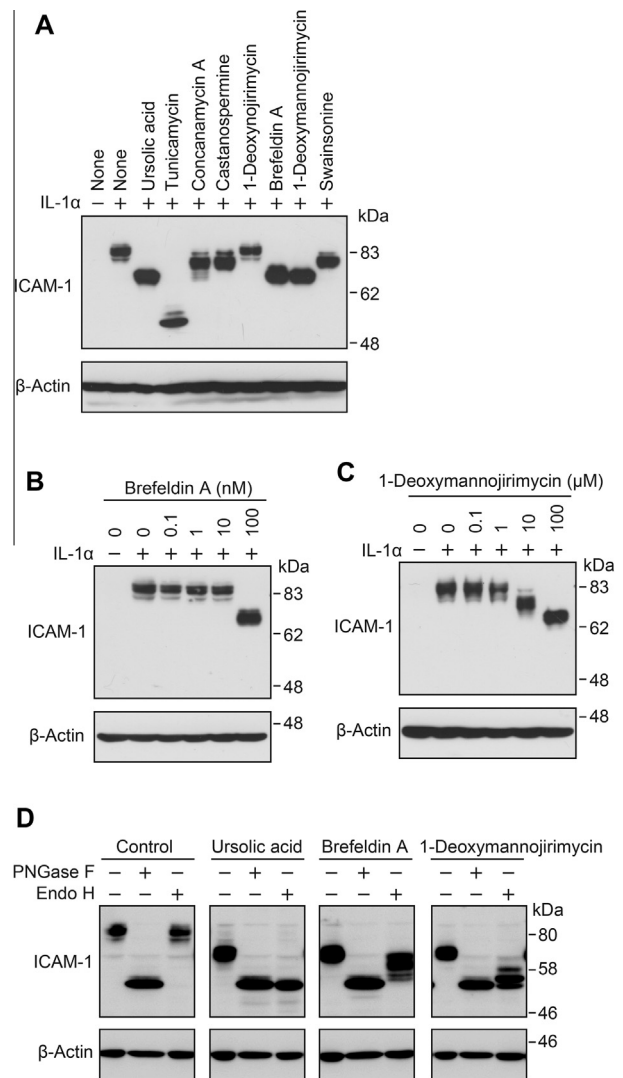 A
None
None
Ursolic acid
Tunicamycin
Concanamycin A
Castanospermine
1-Deoxynojirimycin
Brefeldin A
1-Deoxymannojirimycin
Swainsonine
IL-1α − + + + + + + + + +
kDa
ICAM-1
−83
−62
−48
β-Actin
B
Brefeldin A (nM)
0 0 0.1 1 10 100
IL-1α − + + + + +
kDa
ICAM-1
−83
−62
−48
−48
β-Actin
C
1-Deoxymannojirimycin (μM)
0 0 0.1 1 10 100
IL-1α − + + + + +
kDa
ICAM-1
−83
−62
−48
−48
β-Actin
D
Control Ursolic acid Brefeldin A 1-Deoxymannojirimycin
PNGase F − + − − + − − + − − + −
Endo H − − + − − + − − + − − +
kDa
ICAM-1
−80
−58
−46
−46
β-Actin